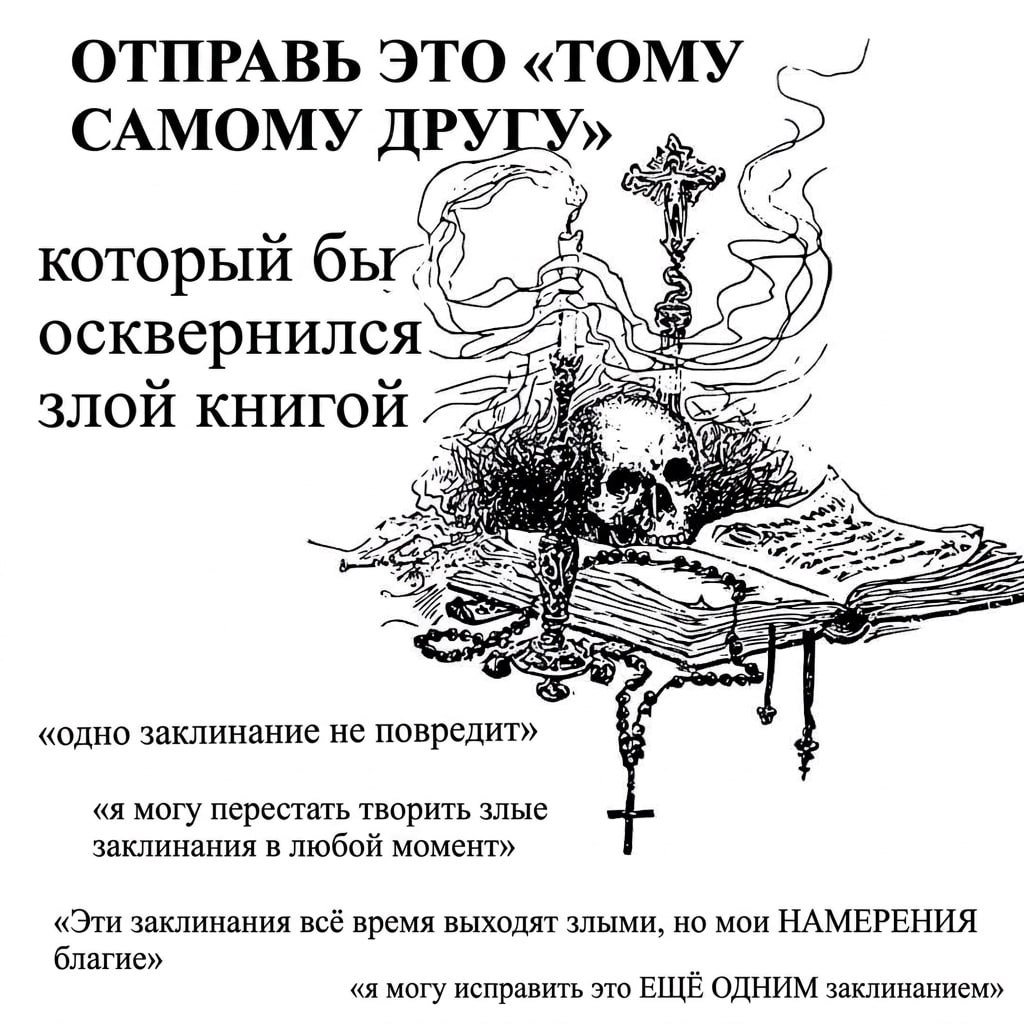 ОТПРАВЬ ЭТО «ТОМУ
САМОМУ ДРУГУ»
который бы
осквернился
злой книгой
«одно заклинание не повредит»
«я могу перестать творить злые
заклинания в любой момент»
«Эти заклинания всё время выходят злыми, но мои НАМЕРЕНИЯ
благие»
«я могу исправить это ЕЩЁ ОДНИМ заклинанием»